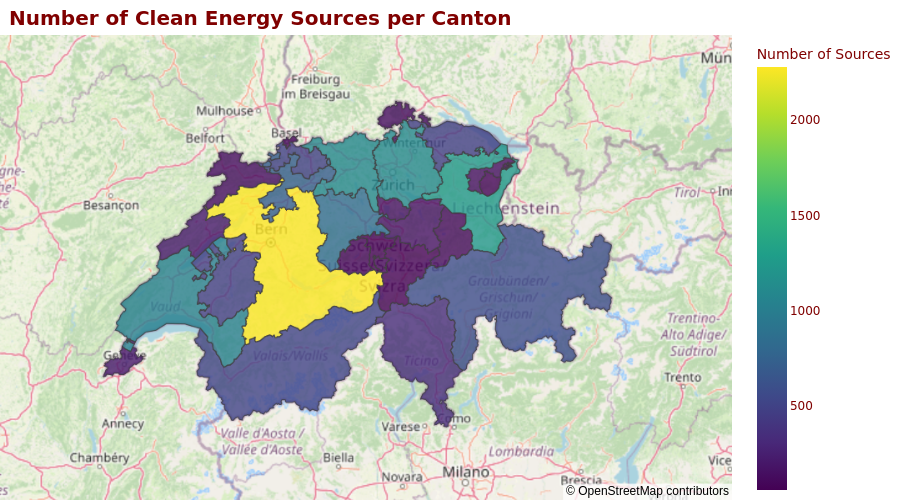 Number of Clean Energy Sources per Canton
Number of Sources
2000
1500
1000
500
Mün
Freiburg
im Breisgau
Mulhouse
Basel
Belfort
Winterthur
Zürich
Besançon
Liechtenstein
Tirol
Inn
Bern
Schweiz/
Suisse/Svizzera/
Svizra
Graubünden/
Grischun/
Grigioni
Vaud
Genève
Valais/Wallis
Ticino
Trentino-
Alto Adige/
Südtirol
Trento
Annecy
Como
Varese
Valle d'Aosta /
Vallée d'Aoste
Lombardia
Chambéry
Biella
Novara
Milano
Brescia
Vice
© OpenStreetMap contributors